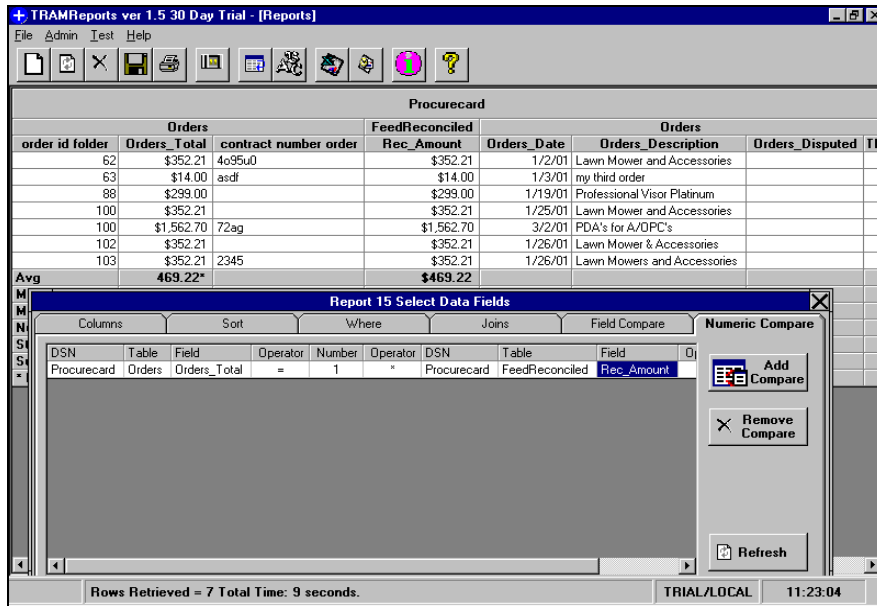 TRAMReports ver 1.5 30 Day Trial - [Reports]
File Admin Test Help
Procurecard
Orders FeedReconciled Orders
order id folder Orders_Total contract number order Rec_Amount Orders_Date Orders_Description Orders_Disputed
62 $352.21 4o95u0 $352.21 1/2/01 Lawn Mower and Accessories
63 $14.00 asdf $14.00 1/3/01 my third order
88 $299.00 $299.00 1/19/01 Professional Visor Platinum
100 $352.21 $352.21 1/25/01 Lawn Mower and Accessories
100 $1,562.70 72ag $1,562.70 3/2/01 PDA's for A/OPC's
102 $352.21 $352.21 1/26/01 Lawn Mower & Accessories
103 $352.21 2345 $352.21 1/26/01 Lawn Mowers and Accessories
Avg 469.22* $469.22
Report 15 Select Data Fields
Columns Sort Where Joins Field Compare Numeric Compare
DSN Table Field Operator Number Operator DSN Table Field
Procurecard Orders Orders_Total = 1 * Procurecard FeedReconciled Rec_Amount
Add Compare
Remove Compare
Refresh
Rows Retrieved = 7 Total Time: 9 seconds. TRIAL/LOCAL 11:23:04